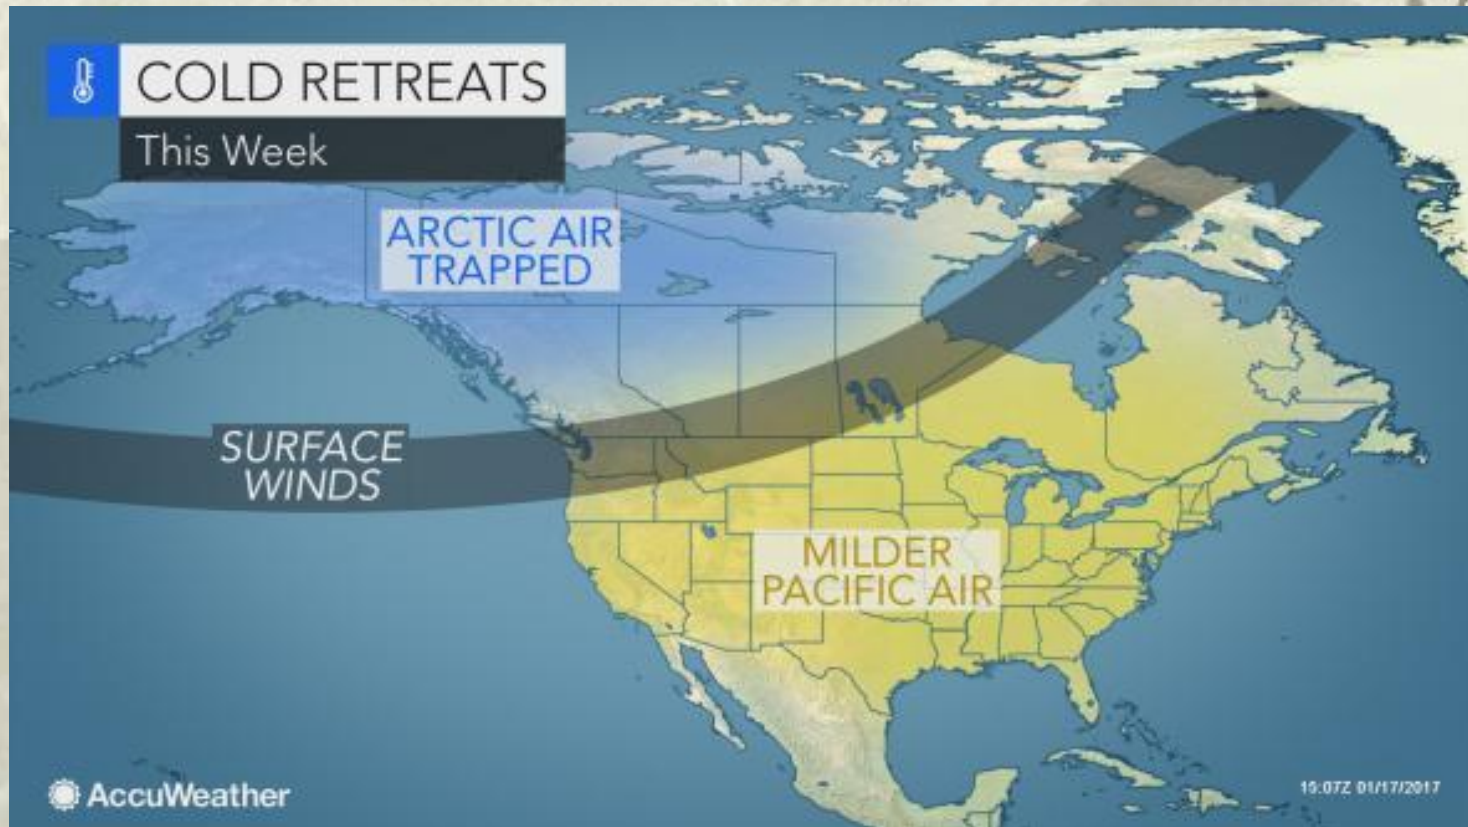 COLD RETREATS
This Week
ARCTIC AIR
TRAPPED
SURFACE
WINDS
MILDER
PACIFIC AIR
AccuWeather
15:07Z 01/17/2017